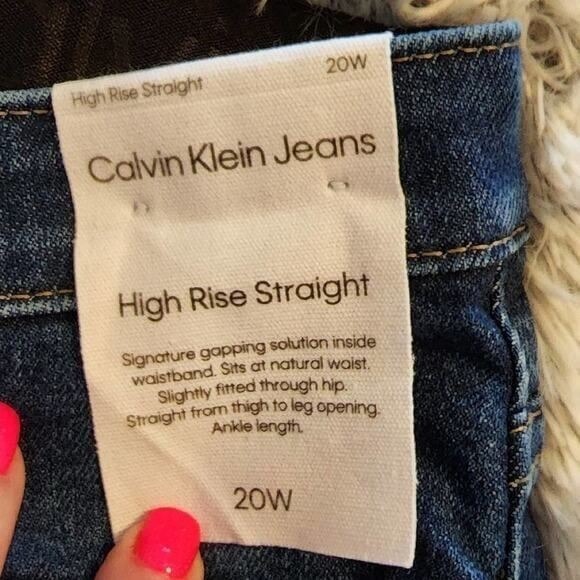 High Rise Straight 20W
Calvin Klein Jeans
High Rise Straight
Signature gapping solution inside
waistband. Sits at natural waist.
Slightly fitted through hip.
Straight from thigh to leg opening.
Ankle length.
20W